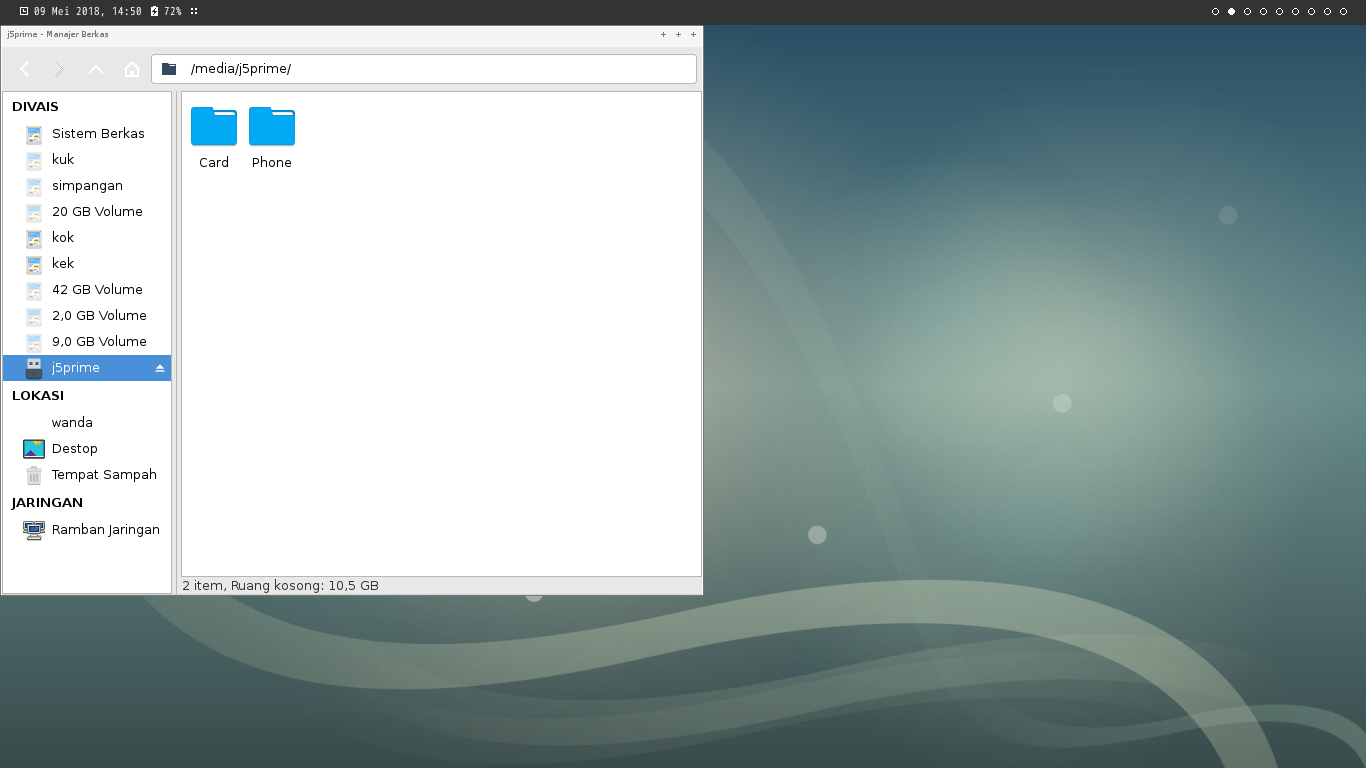 09 Mei 2018, 14:50 72%
j5prime - Manajer Berkas
/media/j5prime/
DIVAIS
Sistem Berkas
kuk
simpangan
20 GB Volume
kok
kek
42 GB Volume
2,0 GB Volume
9,0 GB Volume
j5prime
LOKASI
wanda
Destop
Tempat Sampah
JARINGAN
Ramban Jaringan
Card
Phone
2 item, Ruang kosong: 10,5 GB